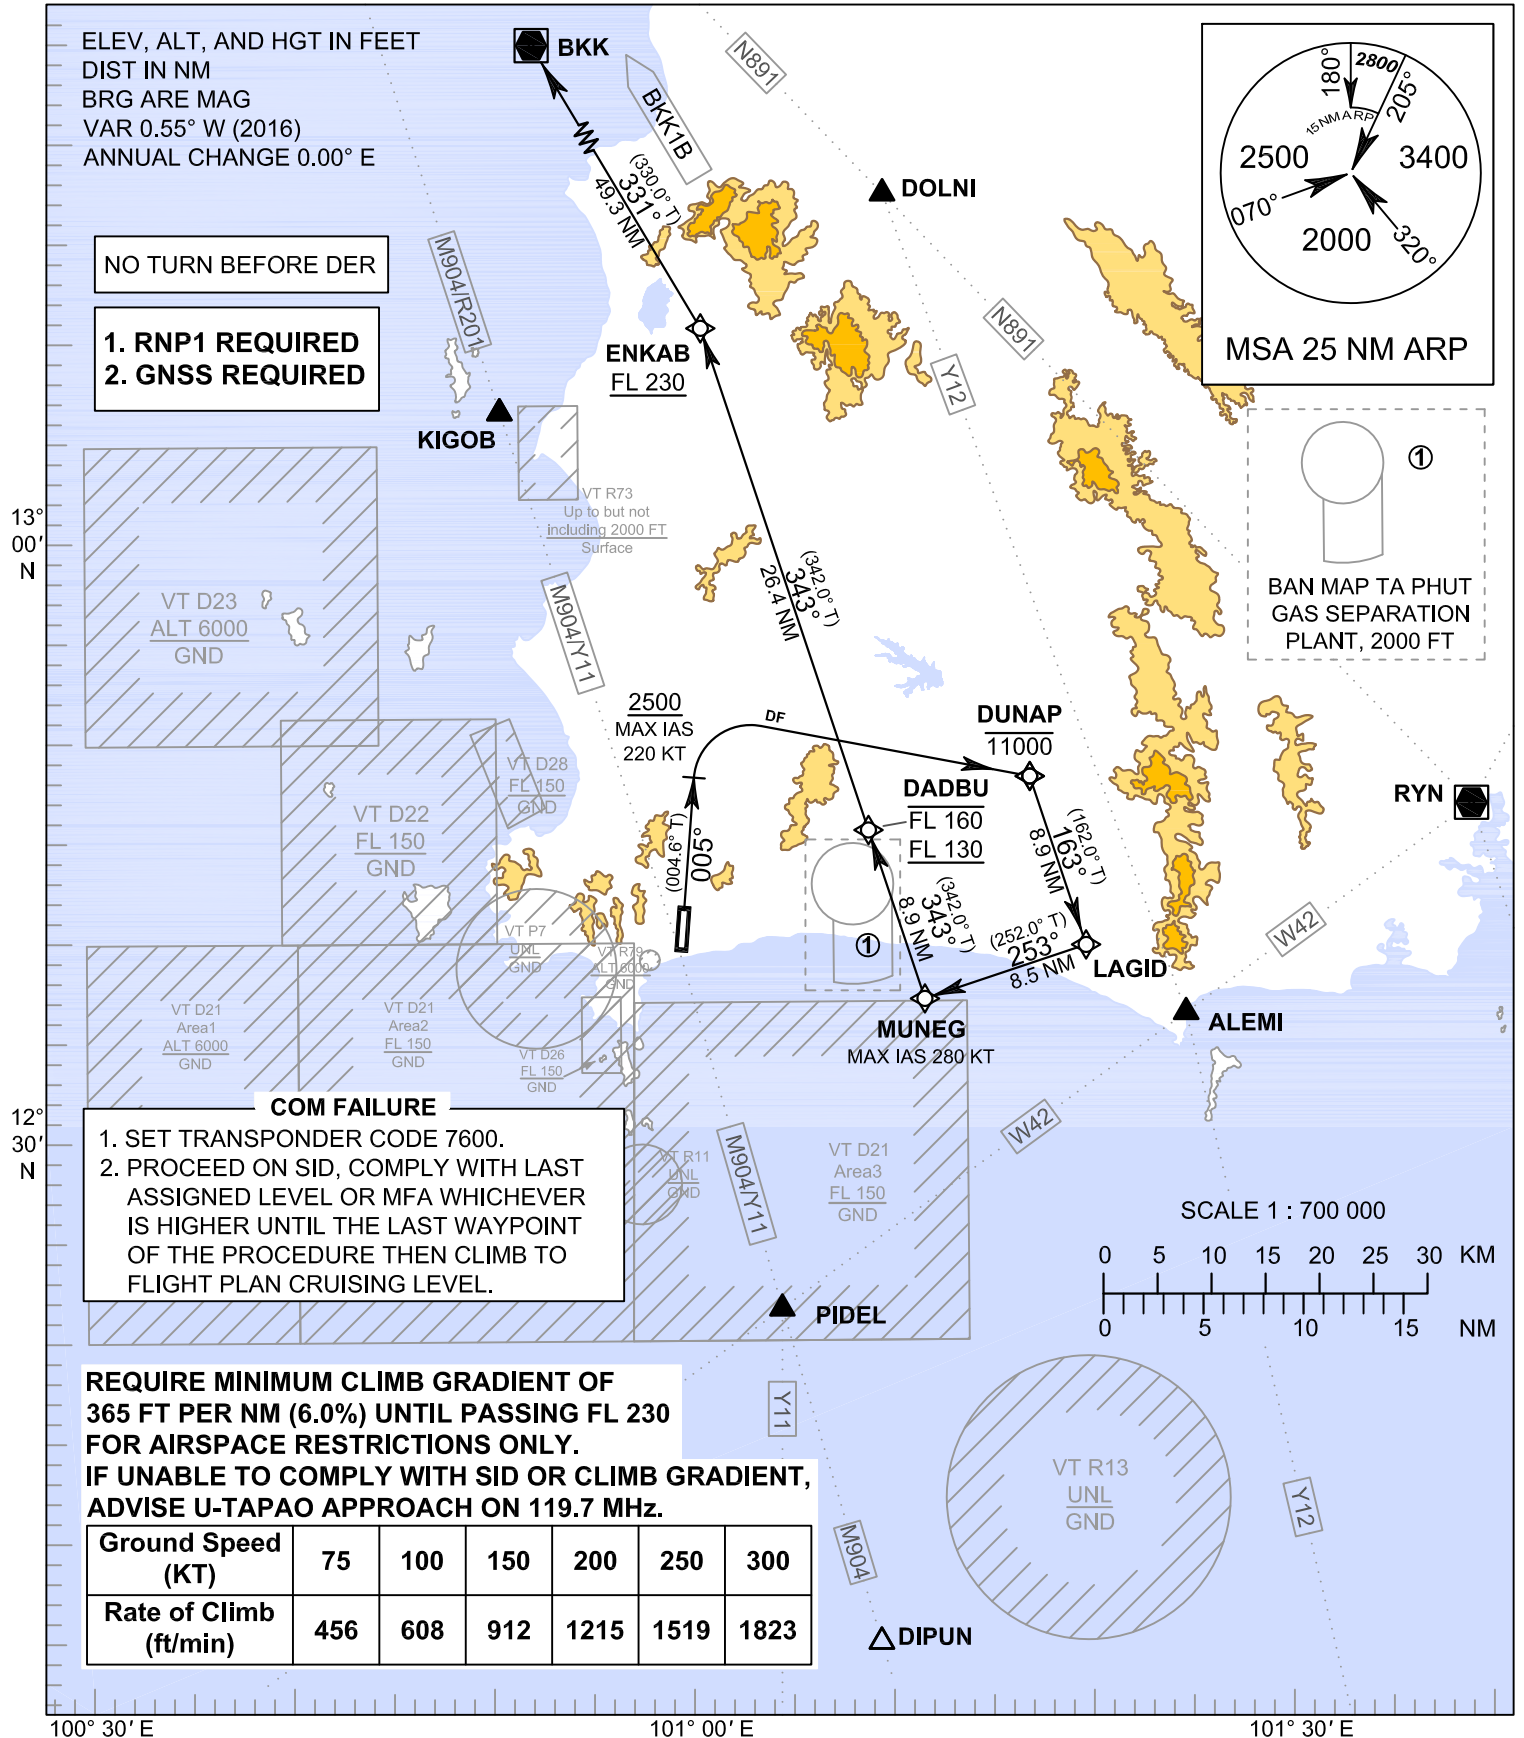 ELEV, ALT, AND HGT IN FEET
DIST IN NM
BRG ARE MAG
VAR 0.55° W (2016)
ANNUAL CHANGE 0.00° E
NO TURN BEFORE DER
1. RNP1 REQUIRED
2. GNSS REQUIRED
BKK
BKK1B
N891
DOLNI
180°
2800
205°
15 NM ARP
2500
3400
070°
2000
320°
MSA 25 NM ARP
(330.0° T)
331°
49.3 NM
M904/R201
ENKAB
FL 230
N891
Y12
KIGOB
VT R73
Up to but not
including 2000 FT
Surface
①
BAN MAP TA PHUT
GAS SEPARATION
PLANT, 2000 FT
13°
00'
N
VT D23
ALT 6000
GND
M904/Y11
(342.0° T)
343°
26.4 NM
2500
MAX IAS
220 KT
DF
DUNAP
11000
DADBU
FL 160
FL 130
RYN
VT D28
FL 150
GND
VT D22
FL 150
GND
(004.6° T)
005°
(162.0° T)
163°
8.9 NM
(342.0° T)
343°
8.9 NM
(252.0° T)
253°
8.5 NM
LAGID
W42
①
VT P7
UNL
GND
VT R79
ALT 6000
GND
MUNEG
MAX IAS 280 KT
ALEMI
VT D21
Area1
ALT 6000
GND
VT D21
Area2
FL 150
GND
VT D26
FL 150
GND
12°
30'
N
COM FAILURE
1. SET TRANSPONDER CODE 7600.
2. PROCEED ON SID, COMPLY WITH LAST
ASSIGNED LEVEL OR MFA WHICHEVER
IS HIGHER UNTIL THE LAST WAYPOINT
OF THE PROCEDURE THEN CLIMB TO
FLIGHT PLAN CRUISING LEVEL.
VT R11
UNL
GND
M904/Y11
VT D21
Area3
FL 150
GND
W42
PIDEL
SCALE 1 : 700 000
0 5 10 15 20 25 30 KM
0 5 10 15 NM
REQUIRE MINIMUM CLIMB GRADIENT OF
365 FT PER NM (6.0%) UNTIL PASSING FL 230
FOR AIRSPACE RESTRICTIONS ONLY.
IF UNABLE TO COMPLY WITH SID OR CLIMB GRADIENT,
ADVISE U-TAPAO APPROACH ON 119.7 MHz.
Y11
VT R13
UNL
GND
Y12
M904
DIPUN
Ground Speed
(KT)
75 100 150 200 250 300
Rate of Climb
(ft/min)
456 608 912 1215 1519 1823
100° 30' E
101° 00' E
101° 30' E